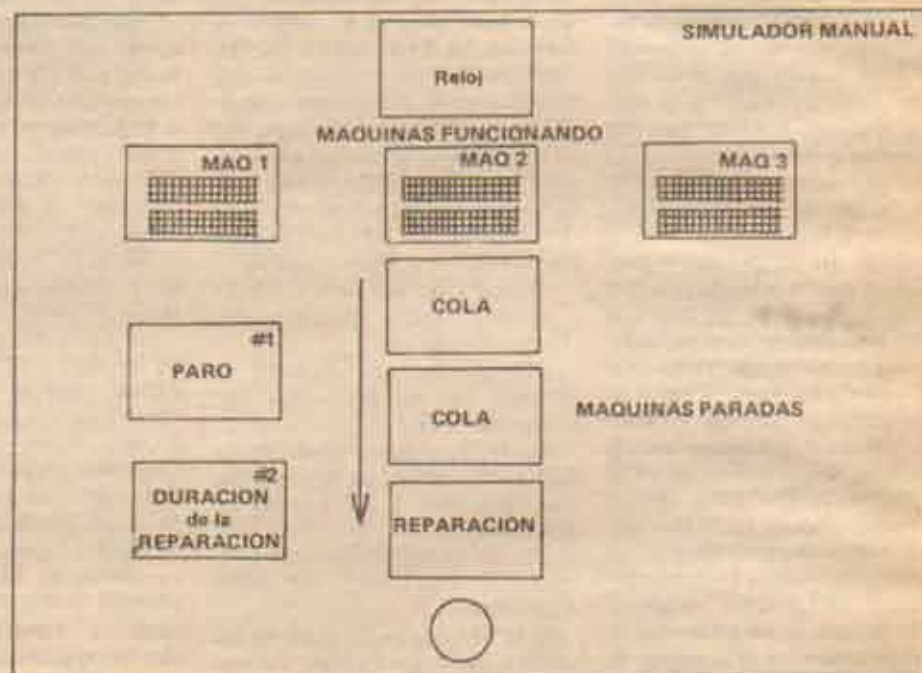 SIMULADOR MANUAL
Reloj
MAQUINAS FUNCIONANDO
MAQ 1
MAQ 2
MAQ 3
COLA
#1
PARO
COLA
MAQUINAS PARADAS
#2
DURACION
de la
REPARACION
REPARACION